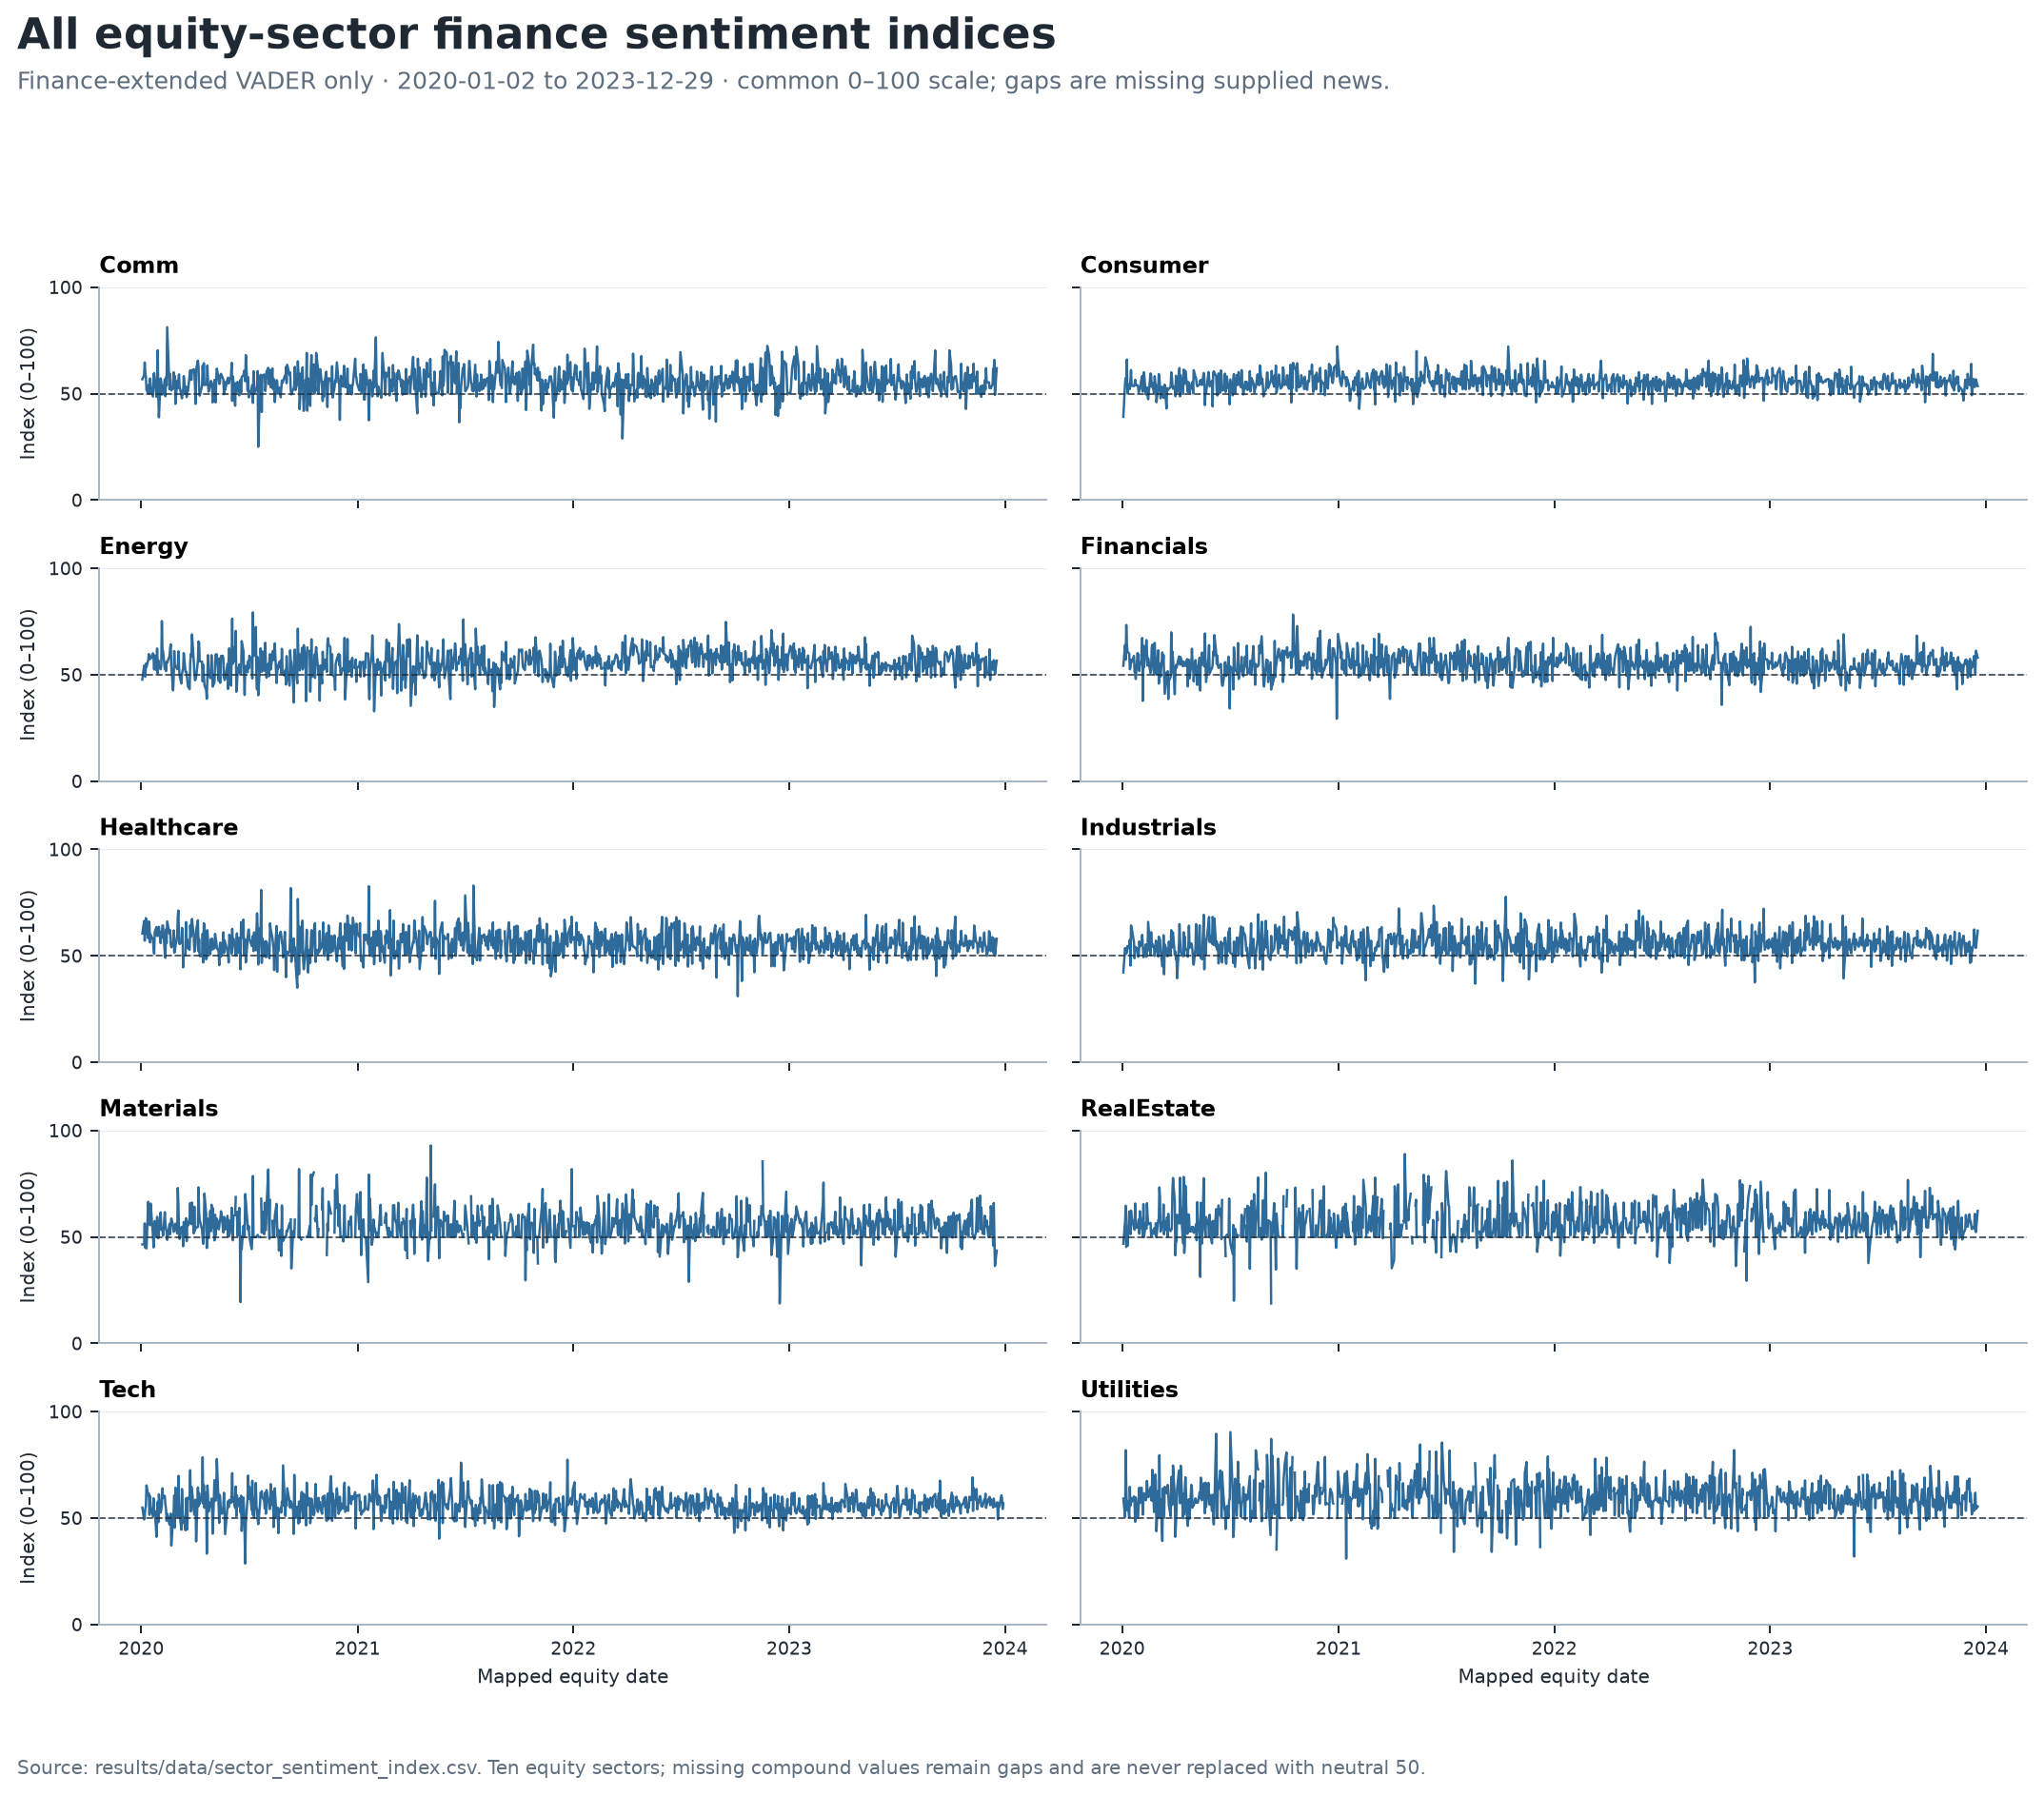 All equity-sector finance sentiment indices
Finance-extended VADER only · 2020-01-02 to 2023-12-29 · common 0–100 scale; gaps are missing supplied news.
Comm
Consumer
100
50
0
Index (0–100)
Energy
Financials
100
50
0
Index (0–100)
Healthcare
Industrials
100
50
0
Index (0–100)
Materials
RealEstate
100
50
0
Index (0–100)
Tech
Utilities
100
50
0
Index (0–100)
2020 2021 2022 2023 2024
2020 2021 2022 2023 2024
Mapped equity date
Mapped equity date
Source: results/data/sector_sentiment_index.csv. Ten equity sectors; missing compound values remain gaps and are never replaced with neutral 50.